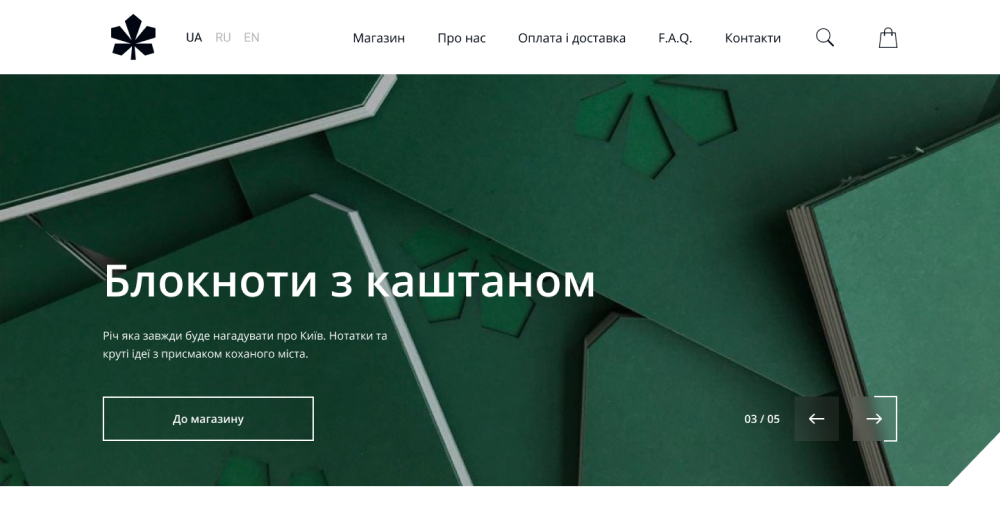 UA RU EN Магазин Про нас Оплата і доставка F.A.Q. Контакти
Блокноти з каштаном
Річ яка завжди буде нагадувати про Київ. Нотатки та
круті ідеї з присмаком коханого міста.
До магазину
03 / 05